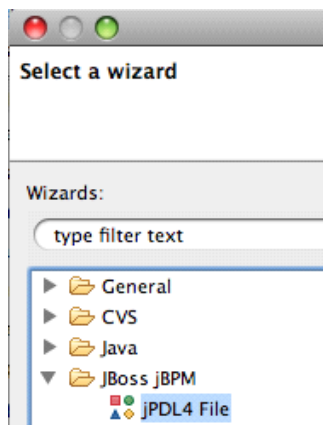 Select a wizard
Wizards:
type filter text
General
CVS
Java
JBoss jBPM
jPDL4 File